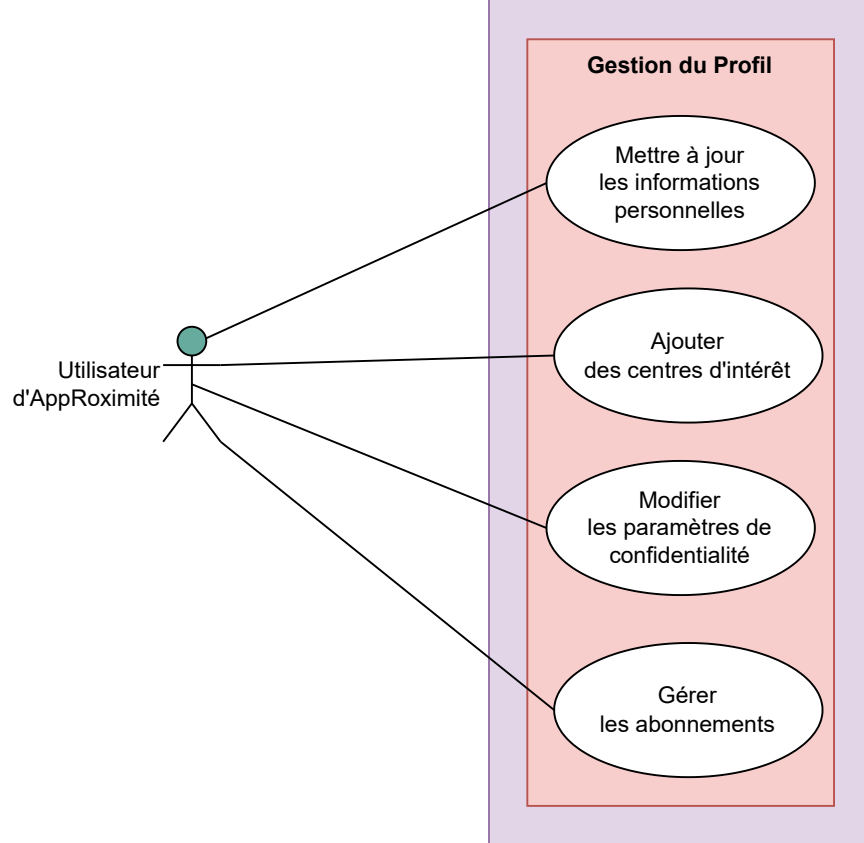 Gestion du Profil
Mettre à jour
les informations
personnelles
Ajouter
des centres d'intérêt
Utilisateur
d'AppRoximité
Modifier
les paramètres de
confidentialité
Gérer
les abonnements